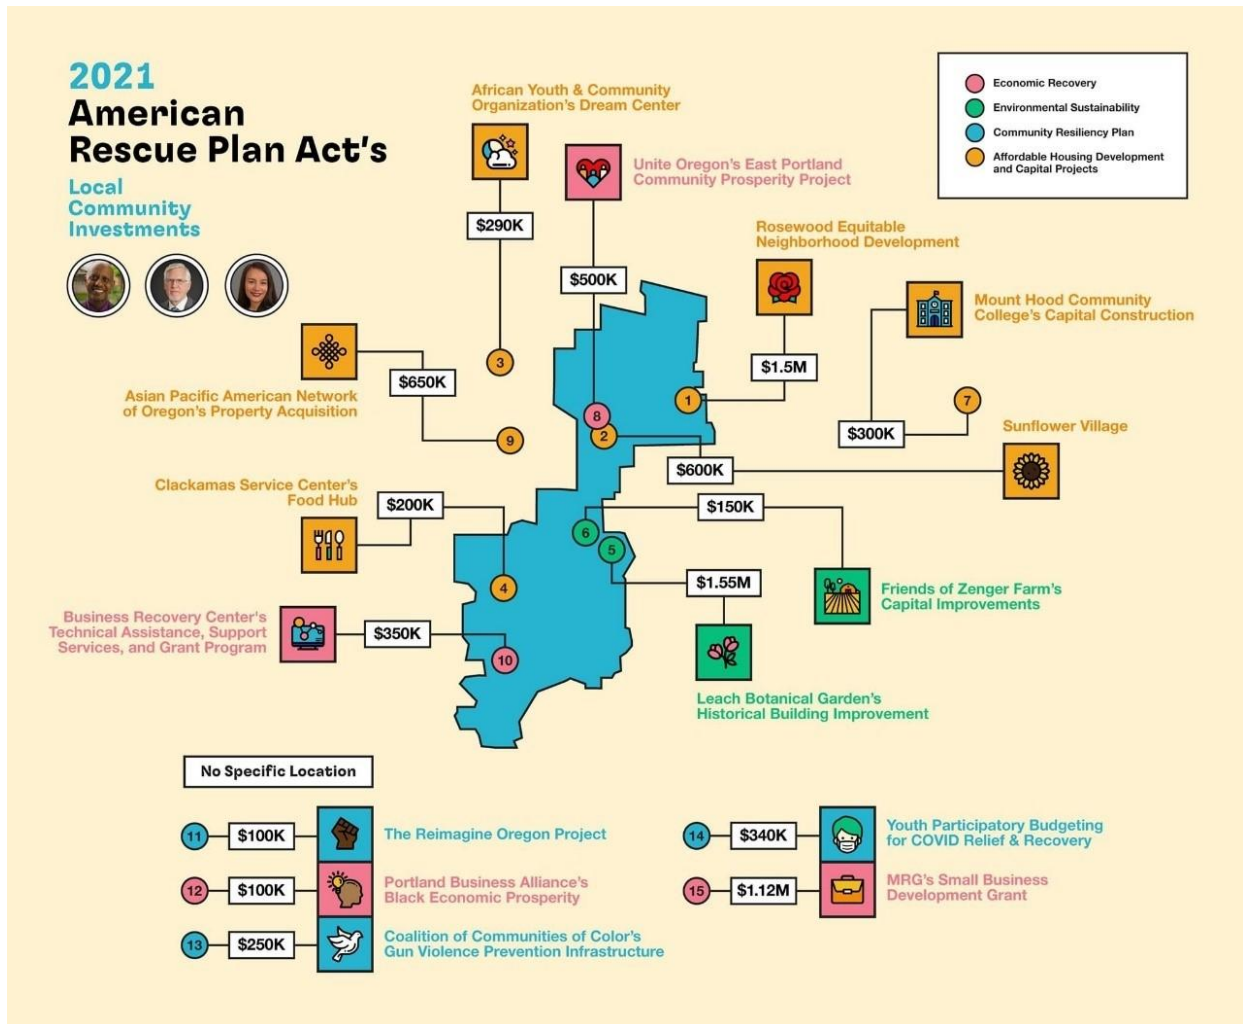 2021
American
Rescue Plan Act's
Local
Community
Investments
Economic Recovery
Environmental Sustainability
Community Resiliency Plan
Affordable Housing Development
and Capital Projects
African Youth & Community
Organization's Dream Center
$290K
3
Unite Oregon's East Portland
Community Prosperity Project
$500K
8
Rosewood Equitable
Neighborhood Development
$1.5M
1
Mount Hood Community
College's Capital Construction
$300K
7
Asian Pacific American Network
of Oregon's Property Acquisition
$650K
9
Sunflower Village
$600K
2
Clackamas Service Center's
Food Hub
$200K
4
$150K
6
Friends of Zenger Farm's
Capital Improvements
5
$1.55M
Leach Botanical Garden's
Historical Building Improvement
Business Recovery Center's
Technical Assistance, Support
Services, and Grant Program
$350K
10
No Specific Location
11
$100K
The Reimagine Oregon Project
12
$100K
Portland Business Alliance's
Black Economic Prosperity
13
$250K
Coalition of Communities of Color's
Gun Violence Prevention Infrastructure
14
$340K
Youth Participatory Budgeting
for COVID Relief & Recovery
15
$1.12M
MRG's Small Business
Development Grant